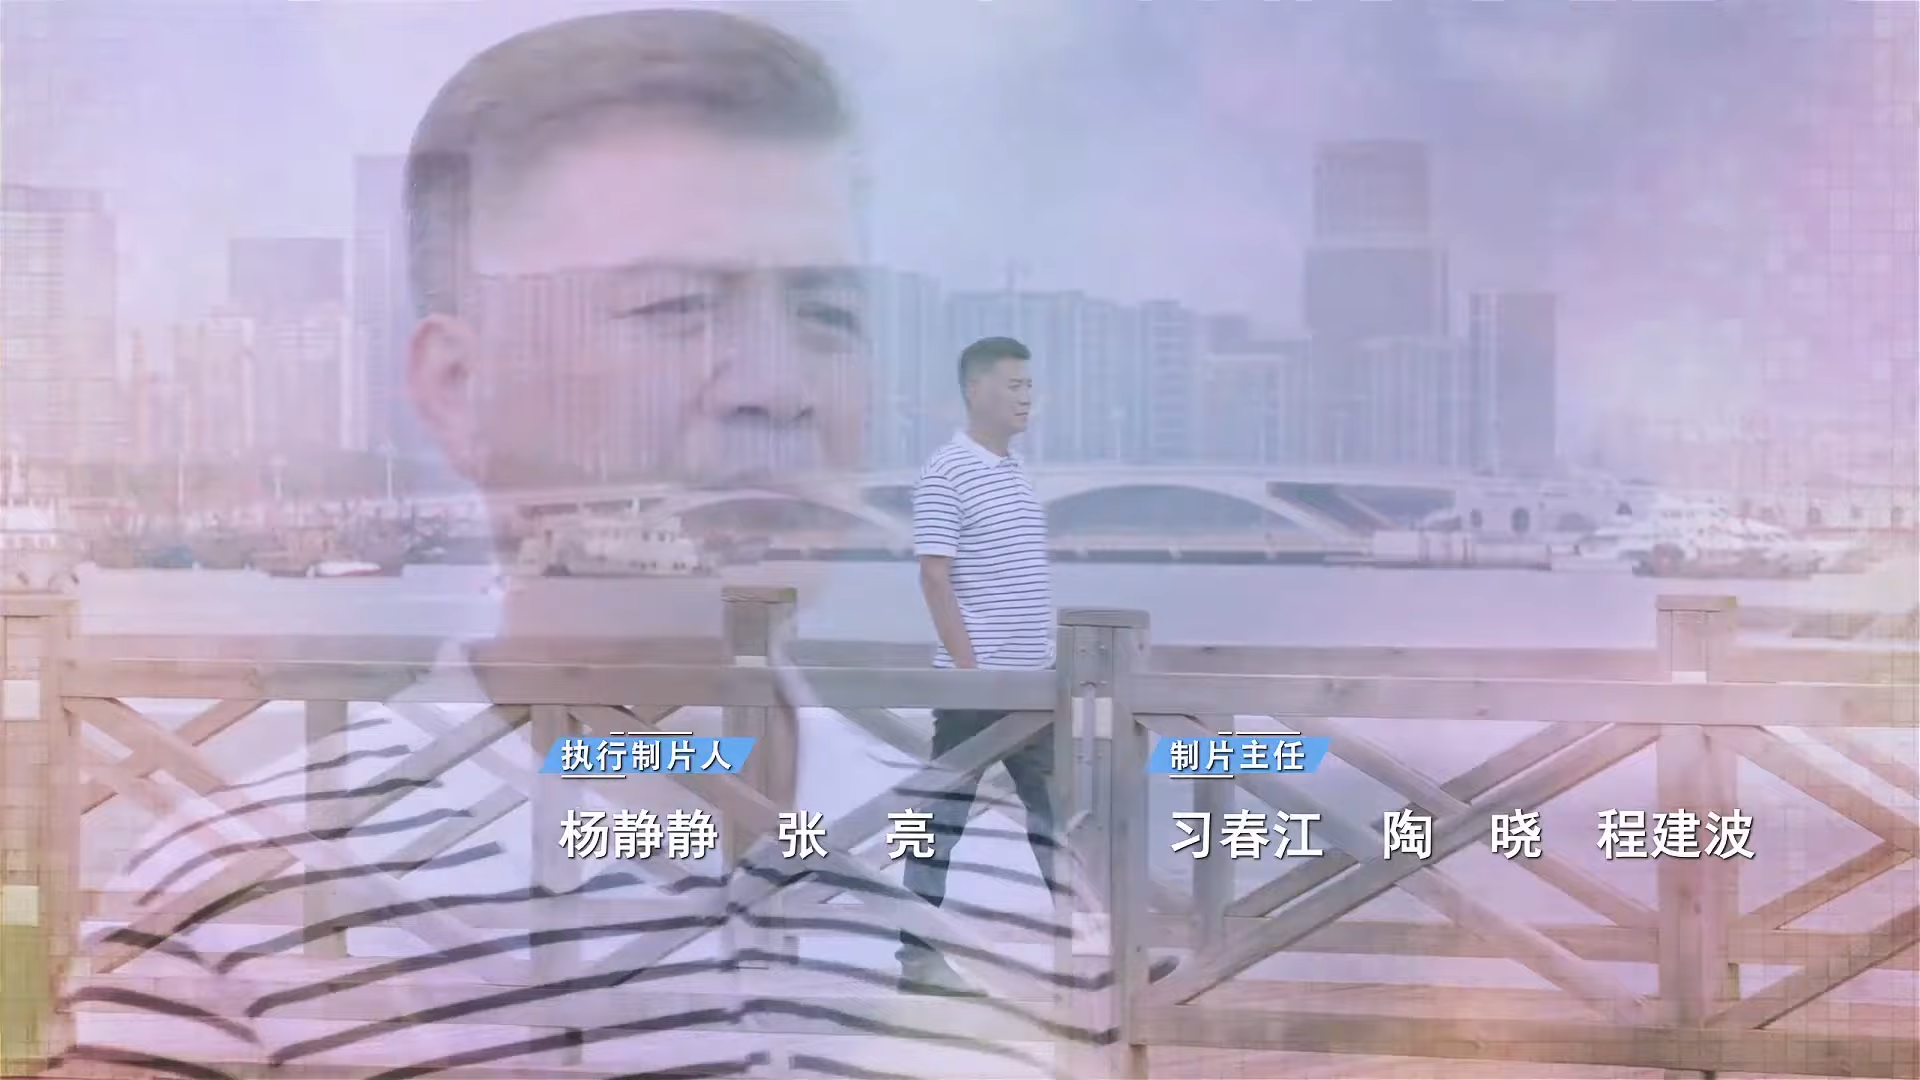 执行制片人
杨静静 张 亮
制片主任
习春江 陶 晓 程建波